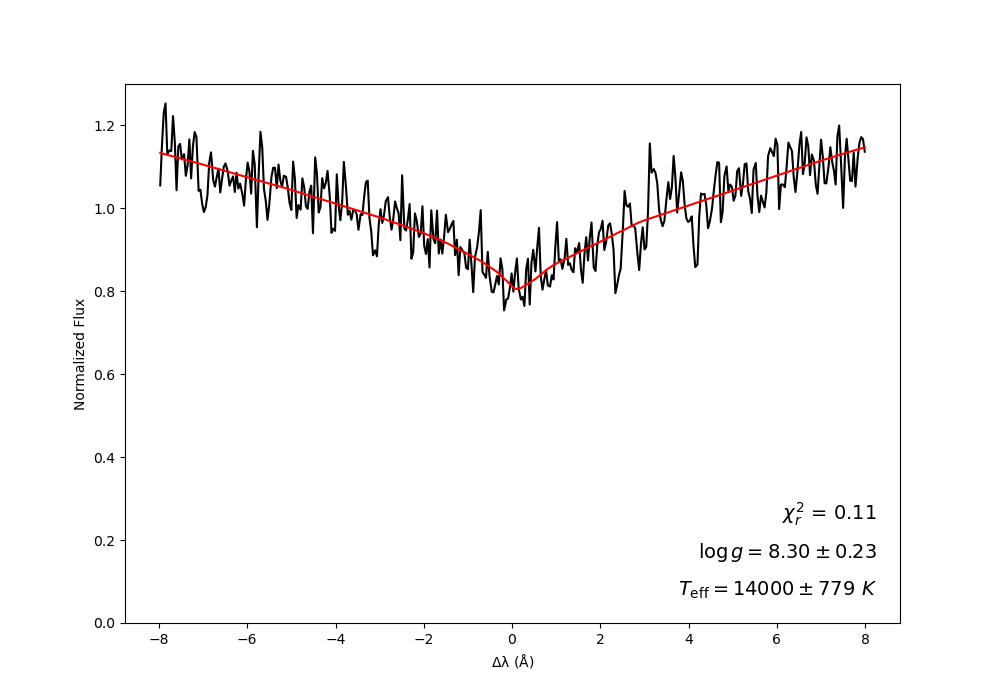 1.2
1.0
0.8
0.6
0.4
0.2
0.0
Normalized Flux
χ²ᵣ = 0.11
log g = 8.30 ± 0.23
T_eff = 14000 ± 779 K
−8 −6 −4 −2 0 2 4 6 8
Δλ (Å)